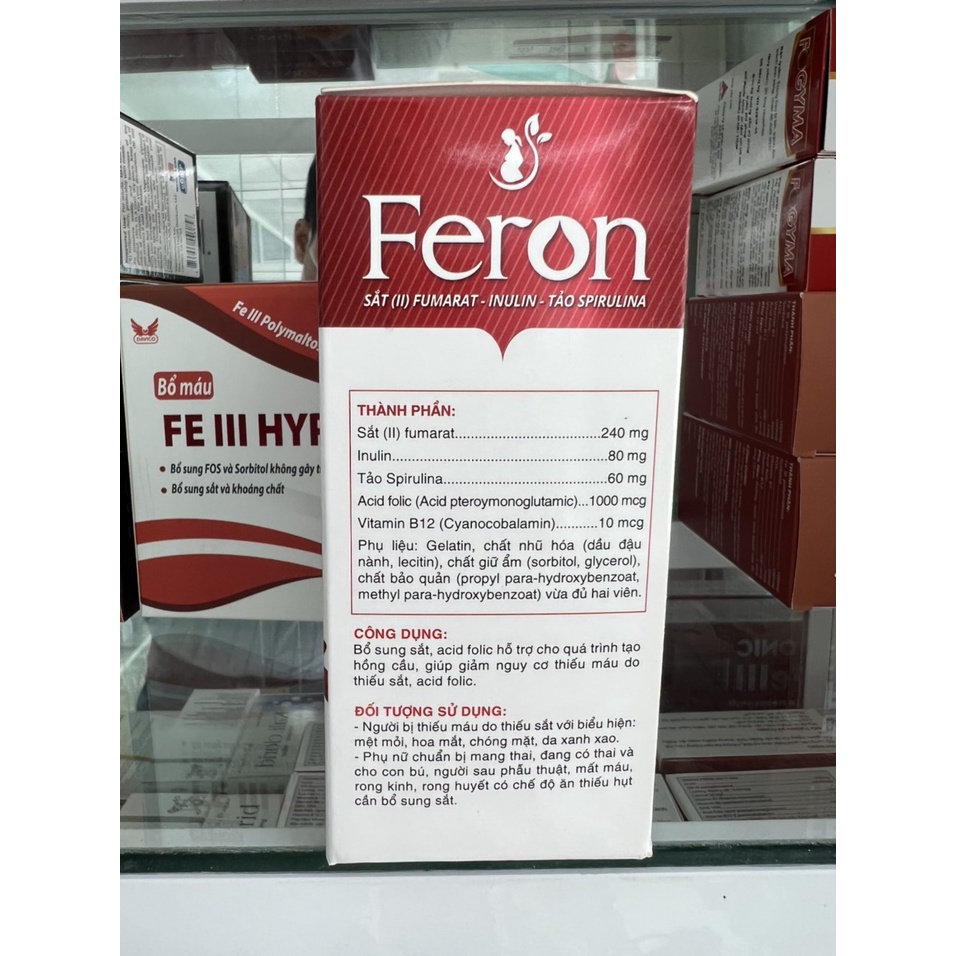 Feron
SẮT (II) FUMARAT - INULIN - TẢO SPIRULINA
THÀNH PHẦN:
Sắt (II) fumarat.....................................240 mg
Inulin......................................................80 mg
Tảo Spirulina.........................................60 mg
Acid folic (Acid pteroymonoglutamic)...1000 mcg
Vitamin B12 (Cyanocobalamin)...........10 mcg
Phụ liệu: Gelatin, chất nhũ hóa (dầu đậu
nành, lecitin), chất giữ ẩm (sorbitol, glycerol),
chất bảo quản (propyl para-hydroxybenzoat,
methyl para-hydroxybenzoat) vừa đủ hai viên.
CÔNG DỤNG:
Bổ sung sắt, acid folic hỗ trợ cho quá trình tạo
hồng cầu, giúp giảm nguy cơ thiếu máu do
thiếu sắt, acid folic.
ĐỐI TƯỢNG SỬ DỤNG:
- Người bị thiếu máu do thiếu sắt với biểu hiện:
mệt mỏi, hoa mắt, chóng mặt, da xanh xao.
- Phụ nữ chuẩn bị mang thai, đang có thai và
cho con bú, người sau phẫu thuật, mất máu,
rong kinh, rong huyết có chế độ ăn thiếu hụt
cần bổ sung sắt.
Fe III Polymalto
Bổ máu
FE III HYP
• Bổ sung FOS và Sorbitol không gây t
• Bổ sung sắt và khoáng chất
FOGYMA
FOGYMA
THÀNH PHẦN:
THÀNH PHẦN: